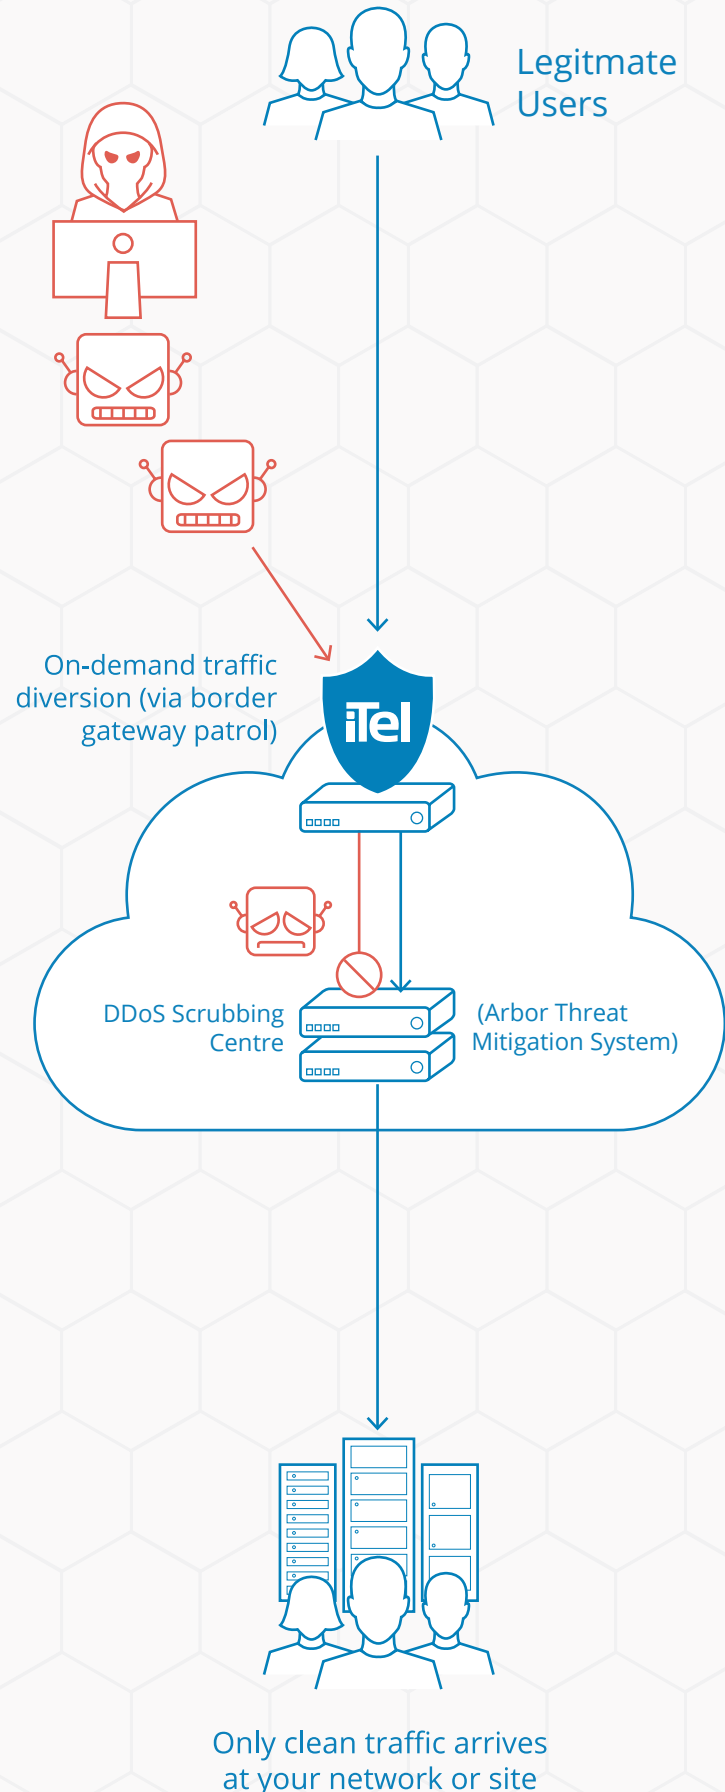 Legitmate
Users
On-demand traffic
diversion (via border
gateway patrol)
iTel
DDoS Scrubbing
Centre
(Arbor Threat
Mitigation System)
Only clean traffic arrives
at your network or site